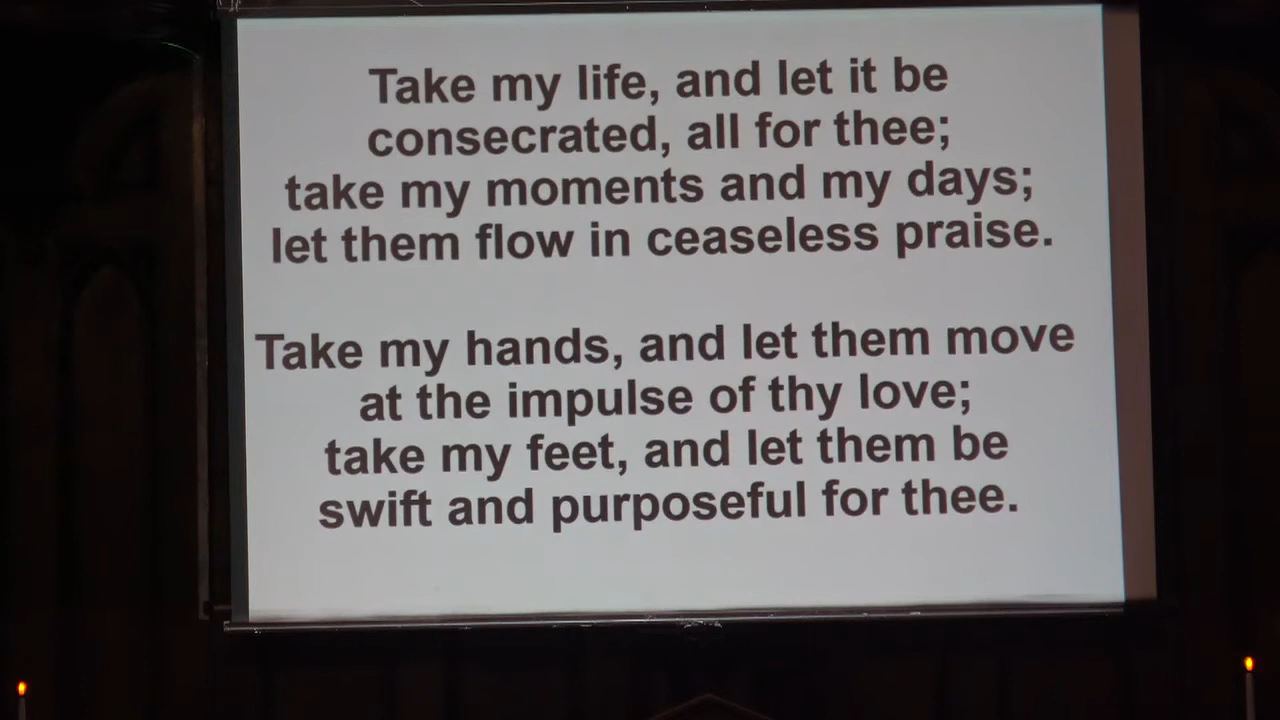 Take my life, and let it be
consecrated, all for thee;
take my moments and my days;
let them flow in ceaseless praise.
Take my hands, and let them move
at the impulse of thy love;
take my feet, and let them be
swift and purposeful for thee.